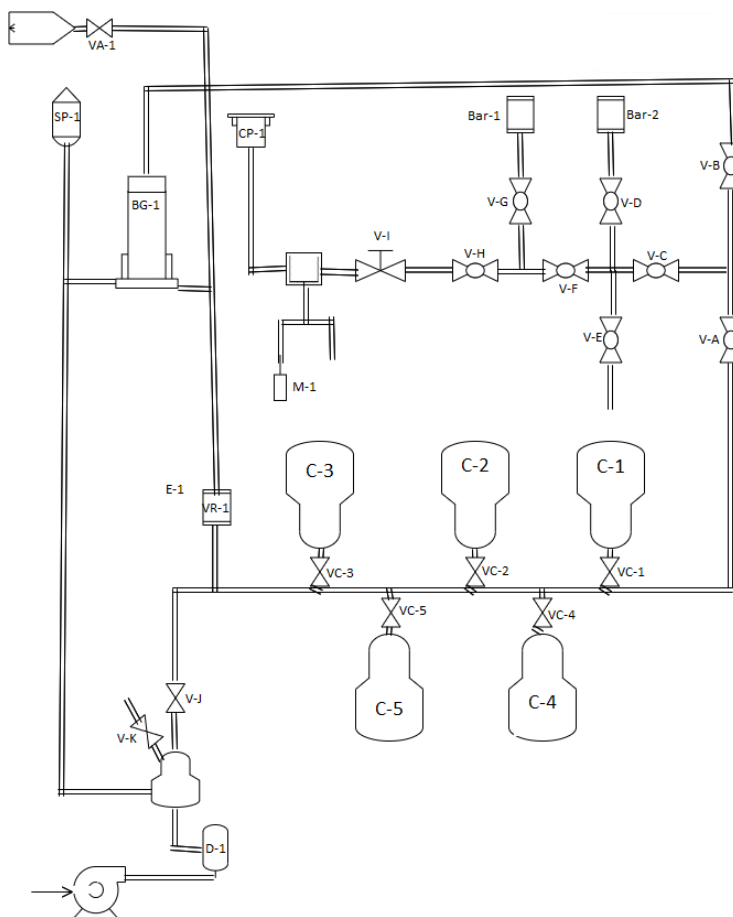 VA-1
SP-1
CP-1
Bar-1
Bar-2
V-B
BG-1
V-G
V-D
V-I
V-H
V-C
V-F
V-E
V-A
M-1
C-3
C-2
C-1
E-1
VR-1
VC-3
VC-2
VC-1
VC-5
VC-4
V-J
C-5
C-4
V-K
D-1